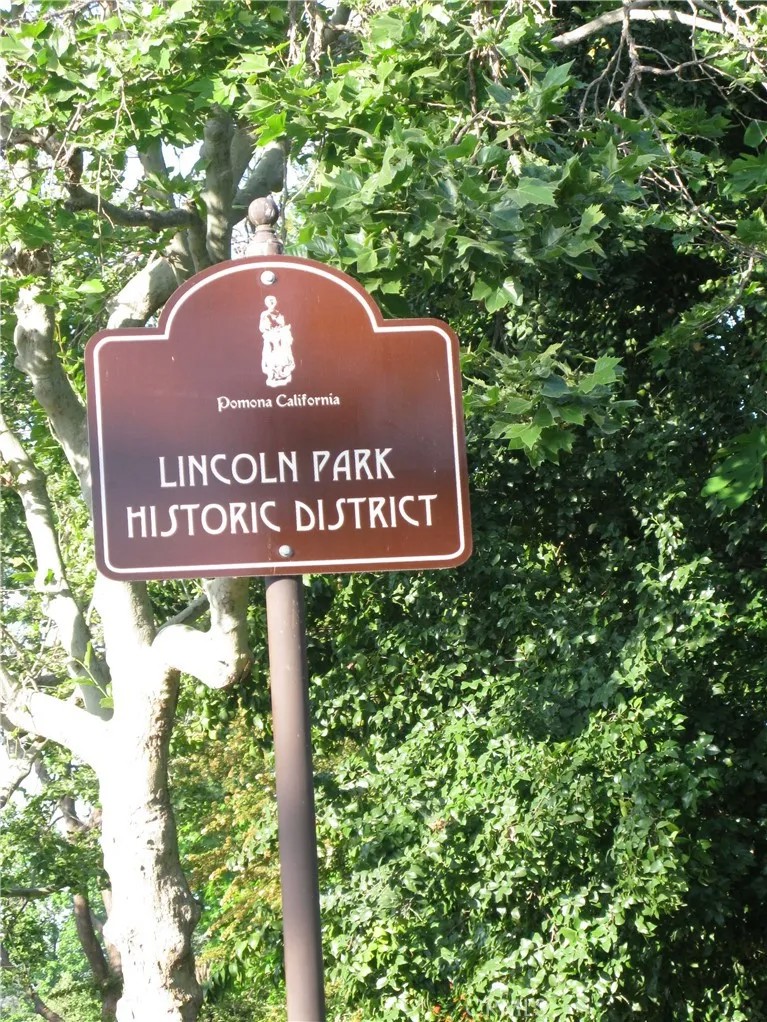 Pomona California
LINCOLN PARK
HISTORIC DISTRICT